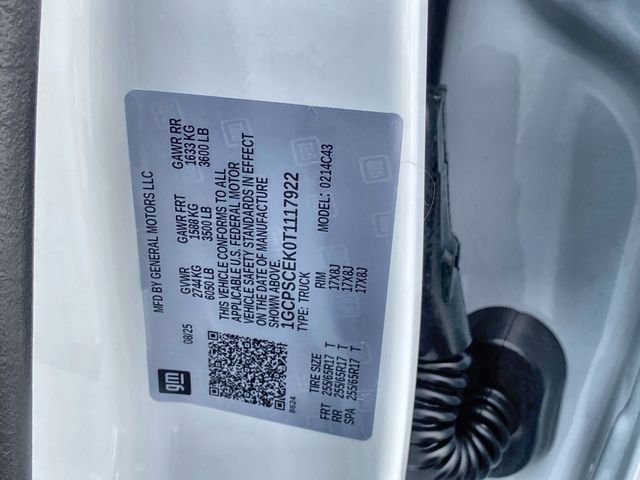 gm
MFD BY GENERAL MOTORS LLC
08/25
GVWR GAWR FRT GAWR RR
2744 KG 1588 KG 1633 KG
6050 LB 3500 LB 3600 LB
THIS VEHICLE CONFORMS TO ALL
APPLICABLE U.S. FEDERAL MOTOR
VEHICLE SAFETY STANDARDS IN EFFECT
ON THE DATE OF MANUFACTURE
SHOWN ABOVE.
1GCPSCEK0T1117922
TYPE: TRUCK MODEL: 0214C43
8624
TIRE SIZE RIM
FRT 255/65R17 T 17X8J
RR 255/65R17 T 17X8J
SPA 255/65R17 T 17X8J